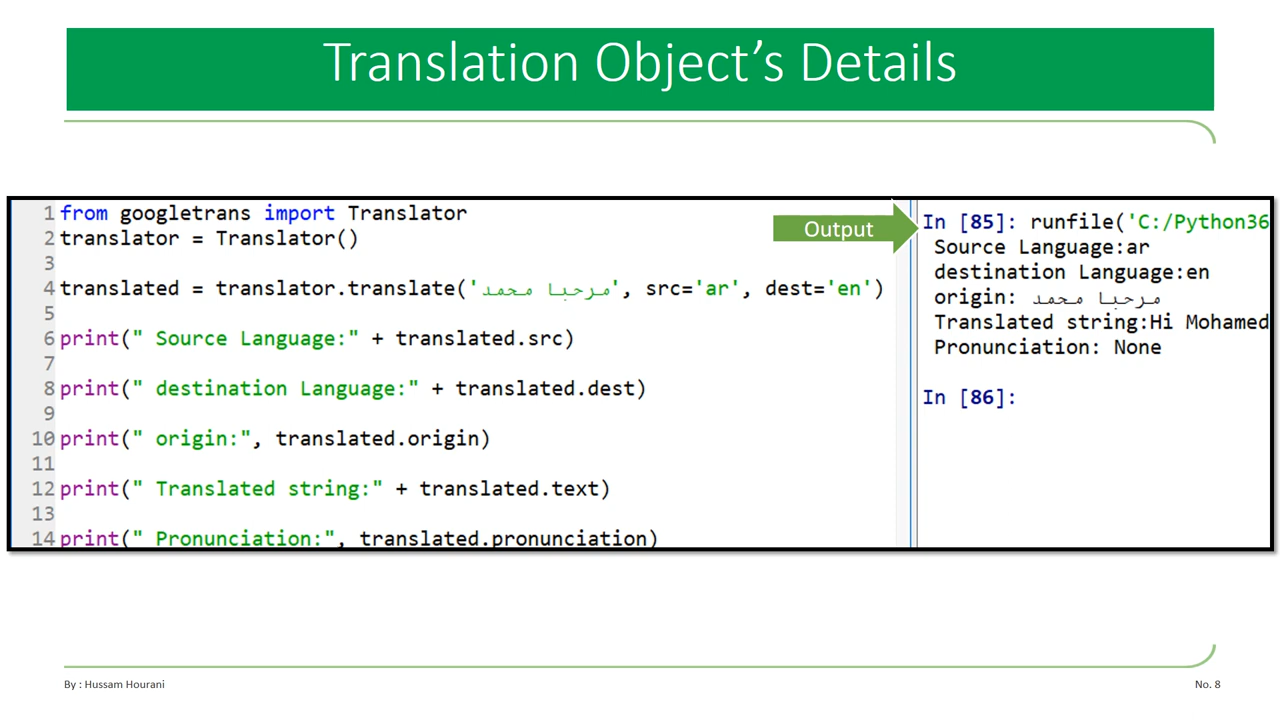 Translation Object’s Details
1 from googletrans import Translator
2 translator = Translator()
3
4 translated = translator.translate('مرحبا محمد', src='ar', dest='en')
5
6 print(" Source Language:" + translated.src)
7
8 print(" destination Language:" + translated.dest)
9
10 print(" origin:", translated.origin)
11
12 print(" Translated string:" + translated.text)
13
14 print(" Pronunciation:", translated.pronunciation)
Output
In [85]: runfile('C:/Python36
Source Language:ar
destination Language:en
origin: مرحبا محمد
Translated string:Hi Mohamed
Pronunciation: None
In [86]:
By : Hussam Hourani
No. 8